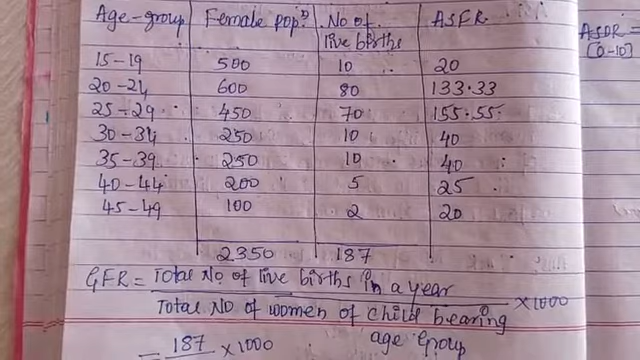 Age-group Female popⁿ. No of live births ASFR
15-19 500 10 20
20-24 600 80 133.33
25-29 450 70 155.55
30-34 250 10 40
35-39 250 10 40
40-44 200 5 25
45-49 100 2 20
2350 187
GFR = Total No of live births in a year
Total No of women of child bearing age group × 1000
= 187 × 1000
ASDR =
[0-10]